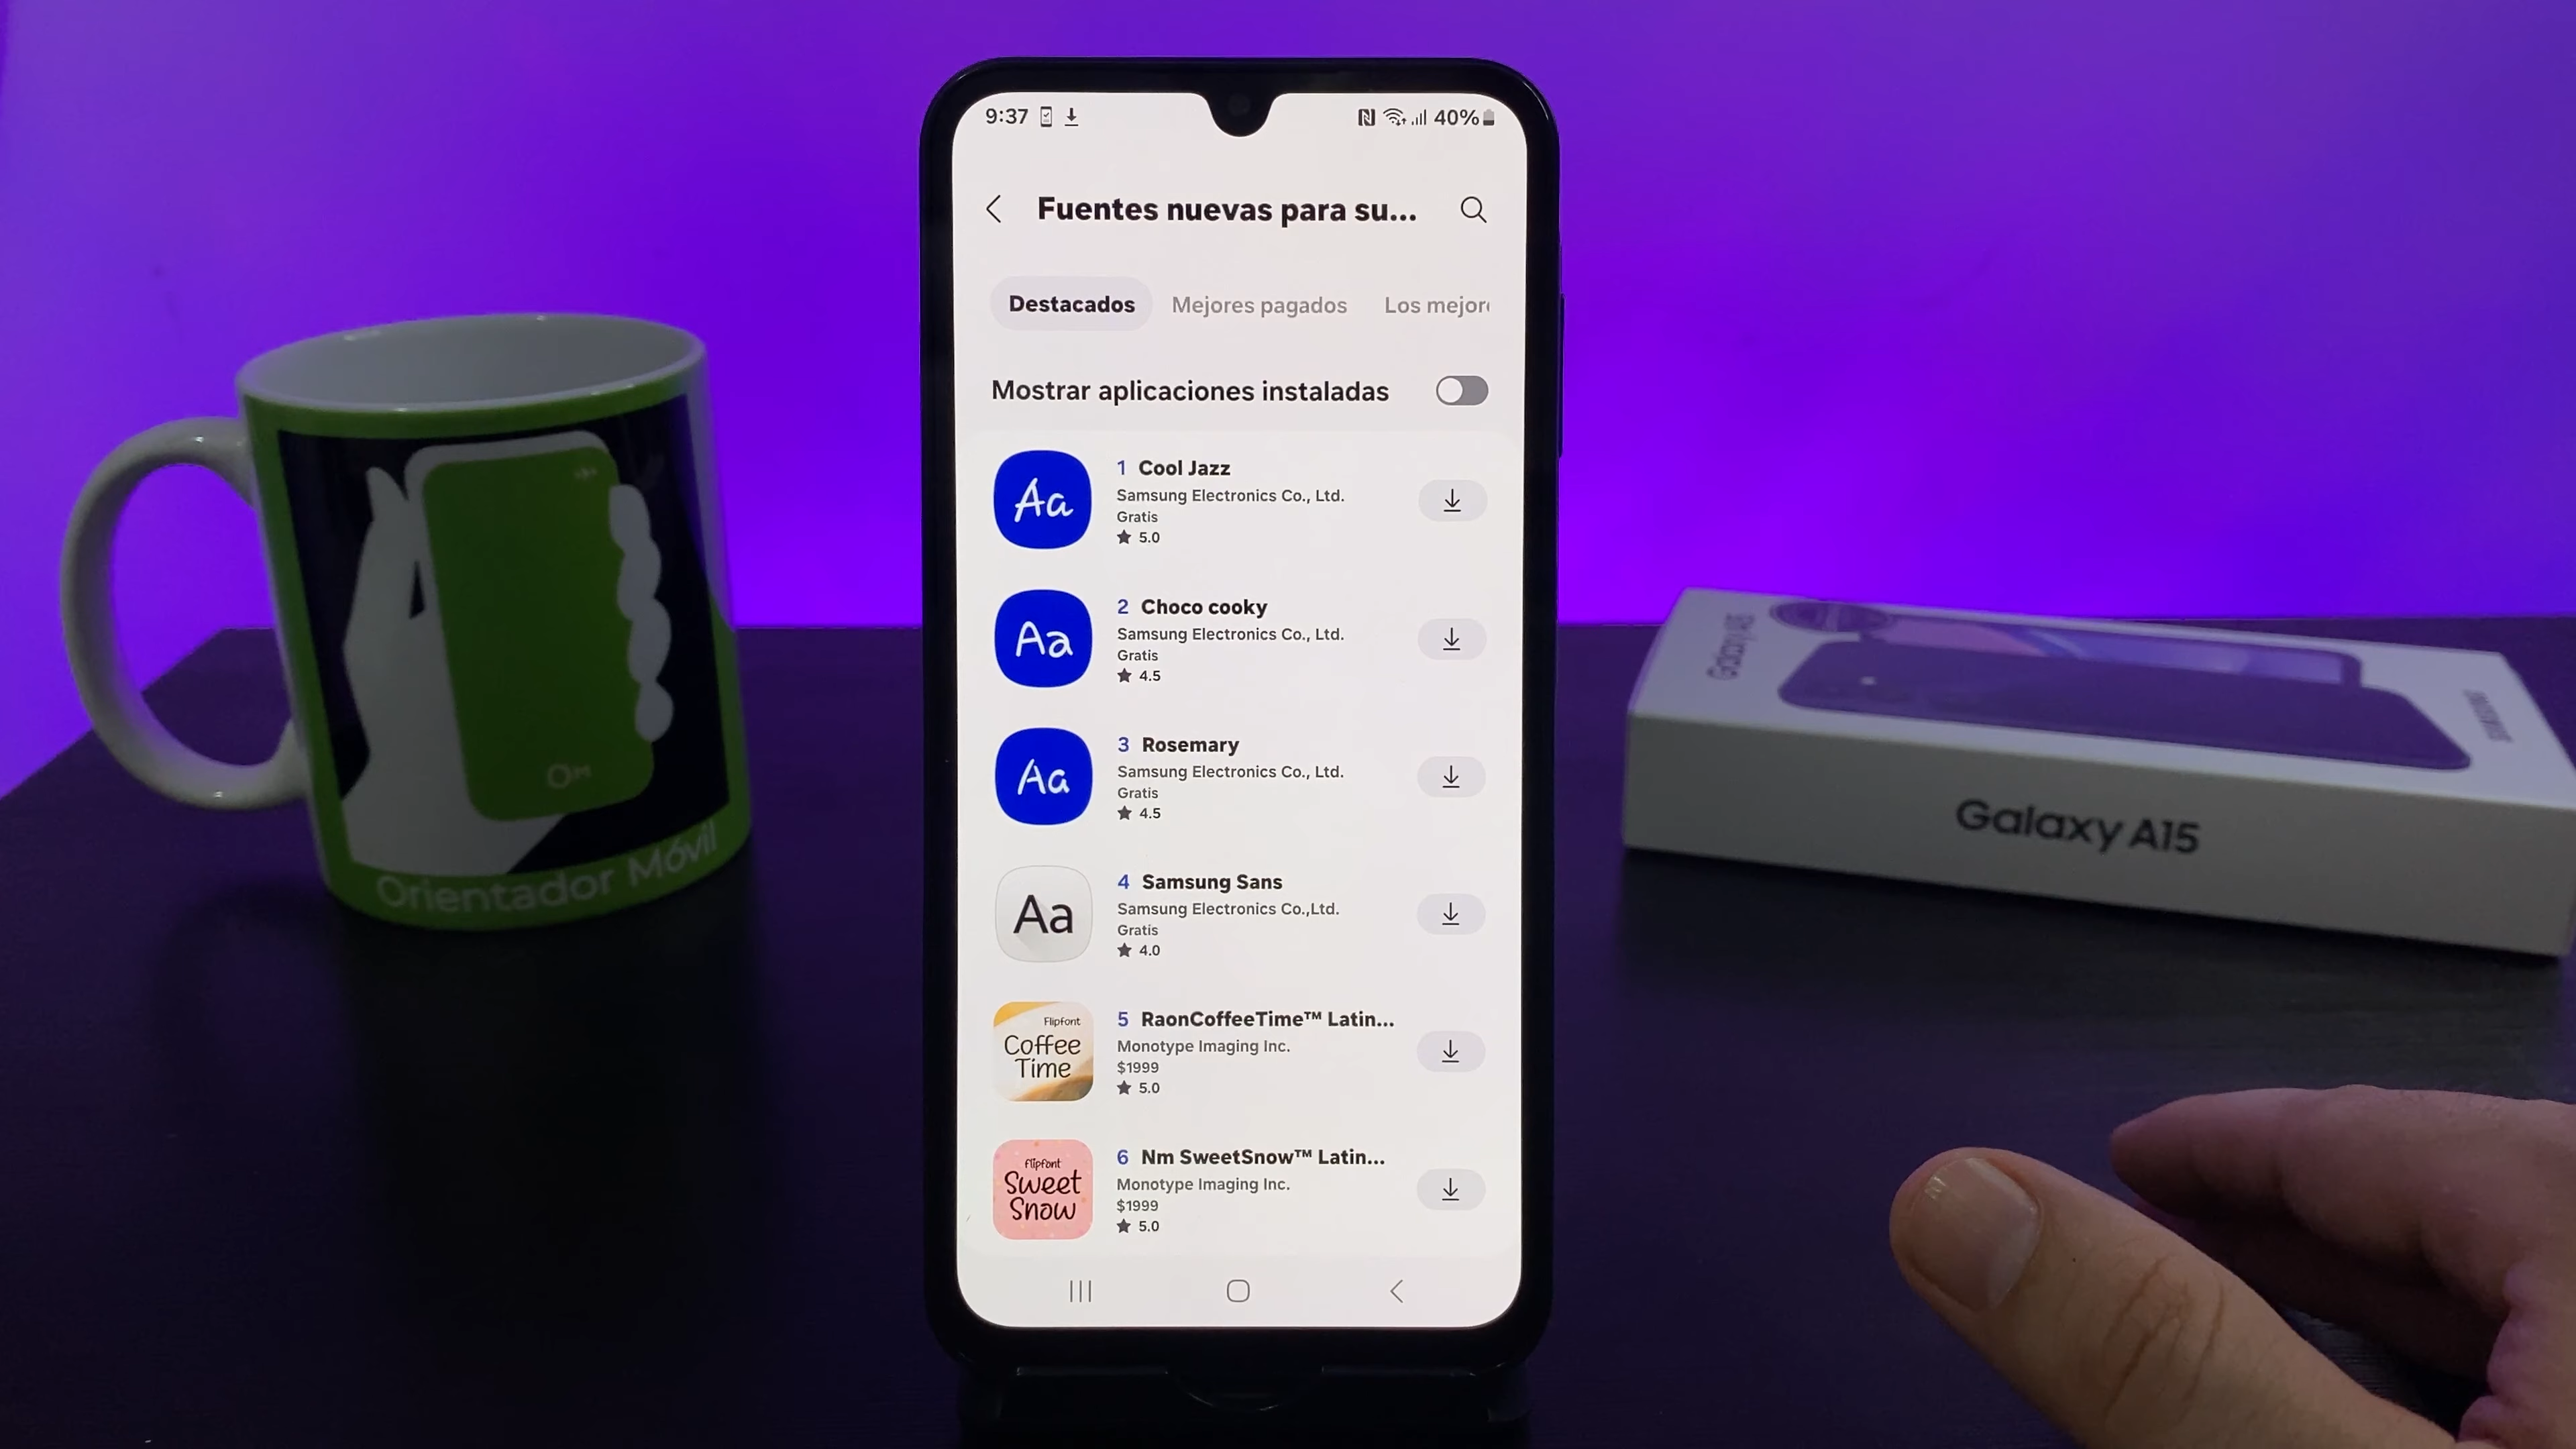 9:37
40%
Fuentes nuevas para su...
Destacados Mejores pagados Los mejor
Mostrar aplicaciones instaladas
Aa
1 Cool Jazz
Samsung Electronics Co., Ltd.
Gratis
★ 5.0
Aa
2 Choco cooky
Samsung Electronics Co., Ltd.
Gratis
★ 4.5
Aa
3 Rosemary
Samsung Electronics Co., Ltd.
Gratis
★ 4.5
Aa
4 Samsung Sans
Samsung Electronics Co.,Ltd.
Gratis
★ 4.0
Flipfont
Coffee
Time
5 RaonCoffeeTime™ Latin...
Monotype Imaging Inc.
$1999
★ 5.0
flipfont
Sweet
Snow
6 Nm SweetSnow™ Latin...
Monotype Imaging Inc.
$1999
★ 5.0
OM
Orientador Móvil
Galaxy A15
SAMSUNG
Galaxy A15